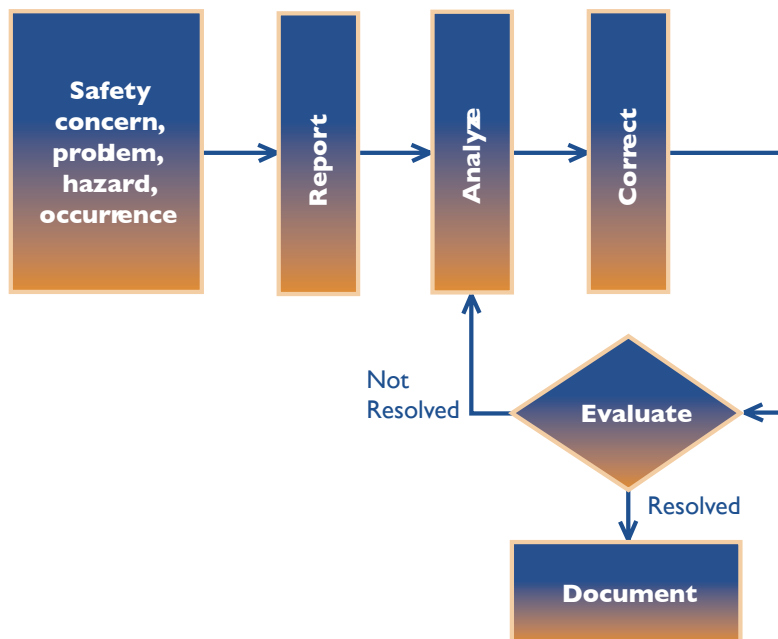 Safety
concern,
problem,
hazard,
occurrence
Report
Analyze
Correct
Not
Resolved
Evaluate
Resolved
Document